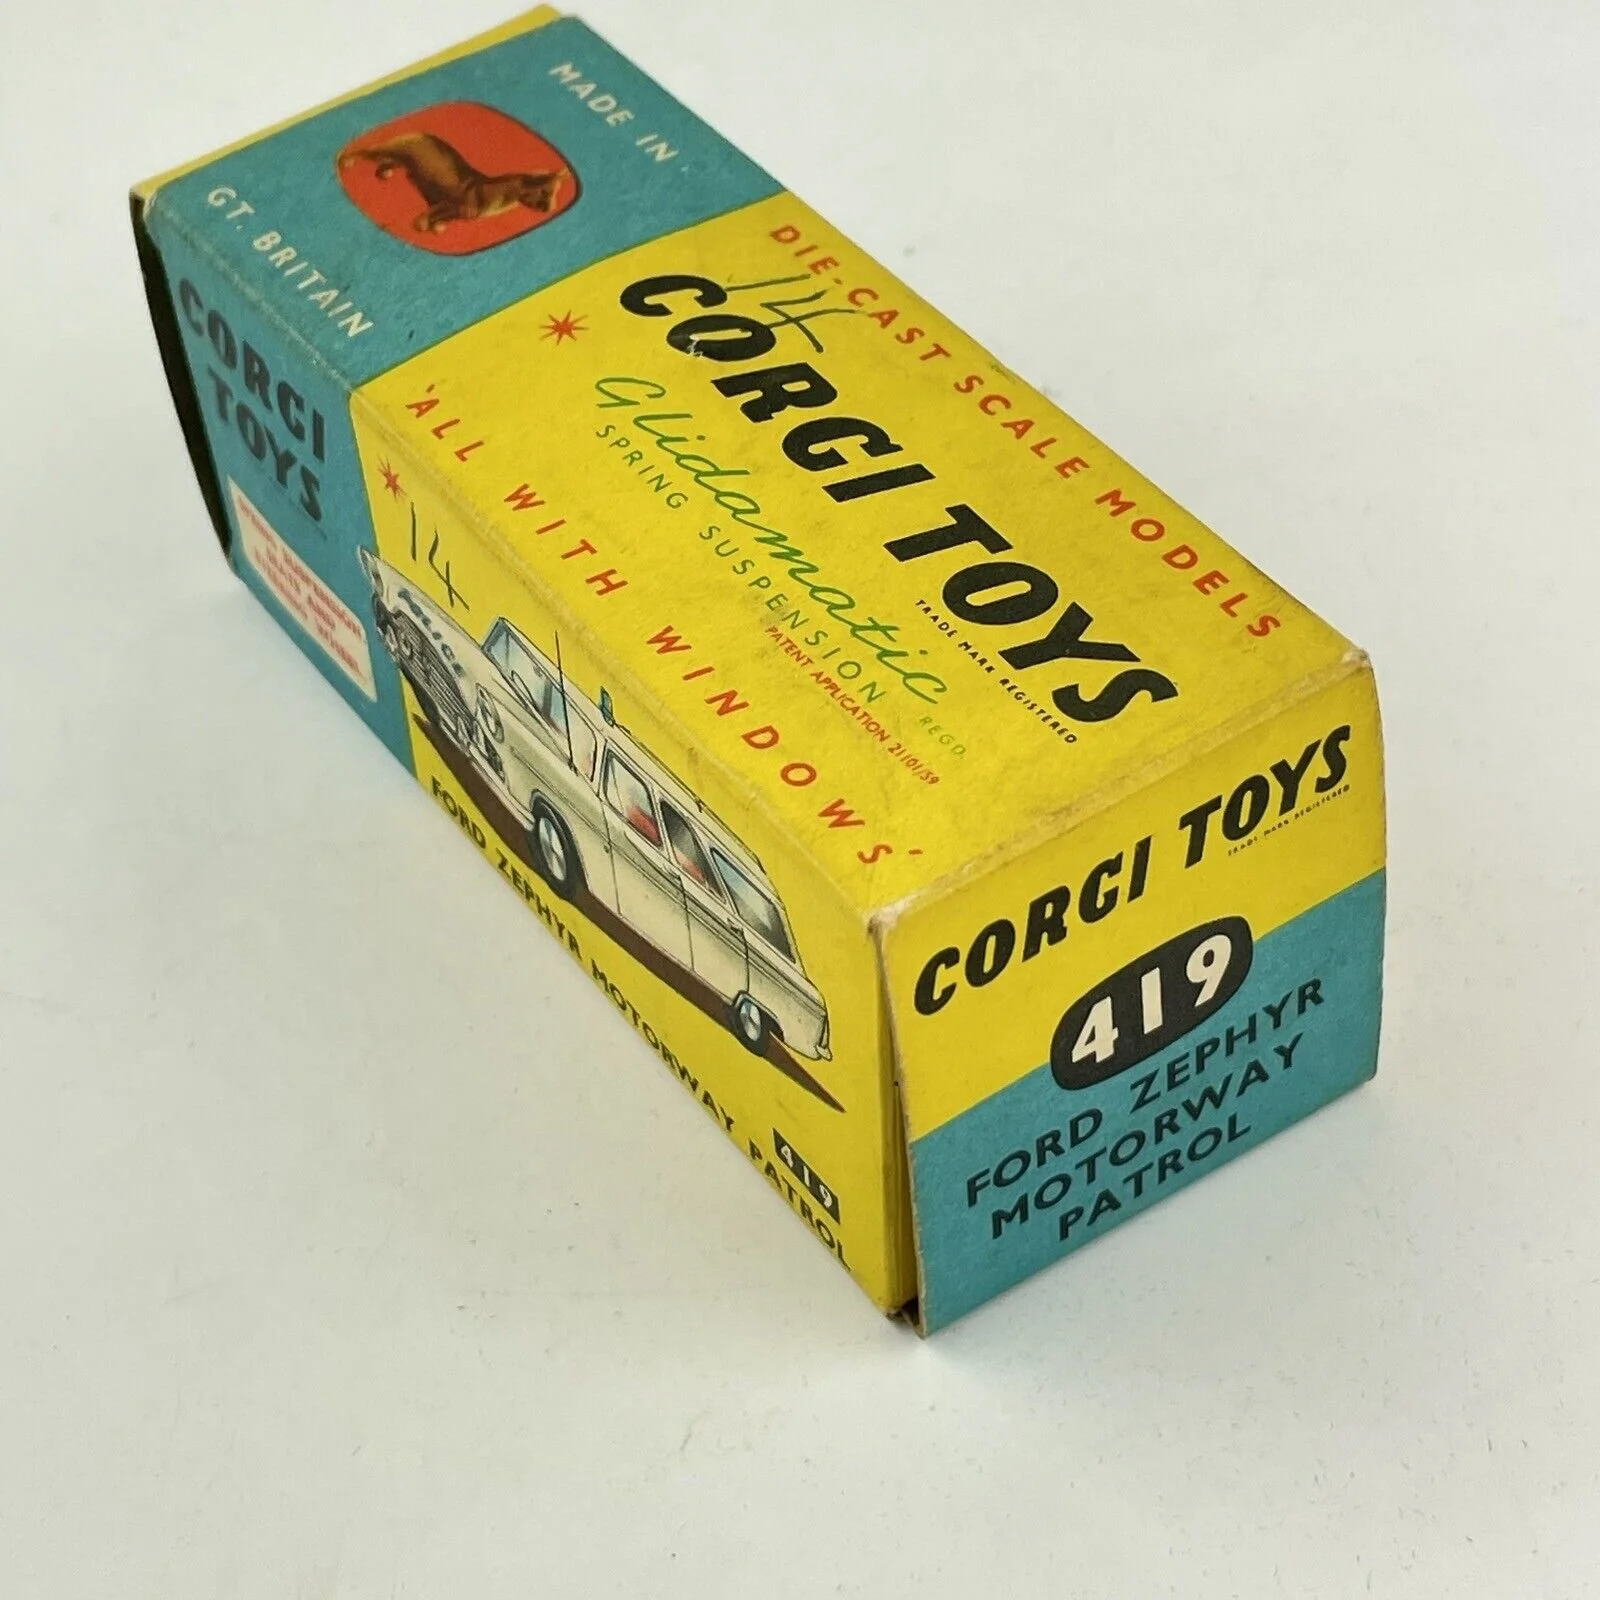 MADE IN
GT. BRITAIN
DIE-CAST SCALE MODELS
14
CORGI TOYS
TRADE MARK REGISTERED
Glidamatic
REGD
SPRING SUSPENSION
PATENT APPLICATION 21101/59
'ALL WITH WINDOWS'
CORGI
TOYS
14
POLICE
FORD ZEPHYR MOTORWAY PATROL
419
CORGI TOYS
TRADE MARK REGISTERED
419
FORD ZEPHYR
MOTORWAY
PATROL